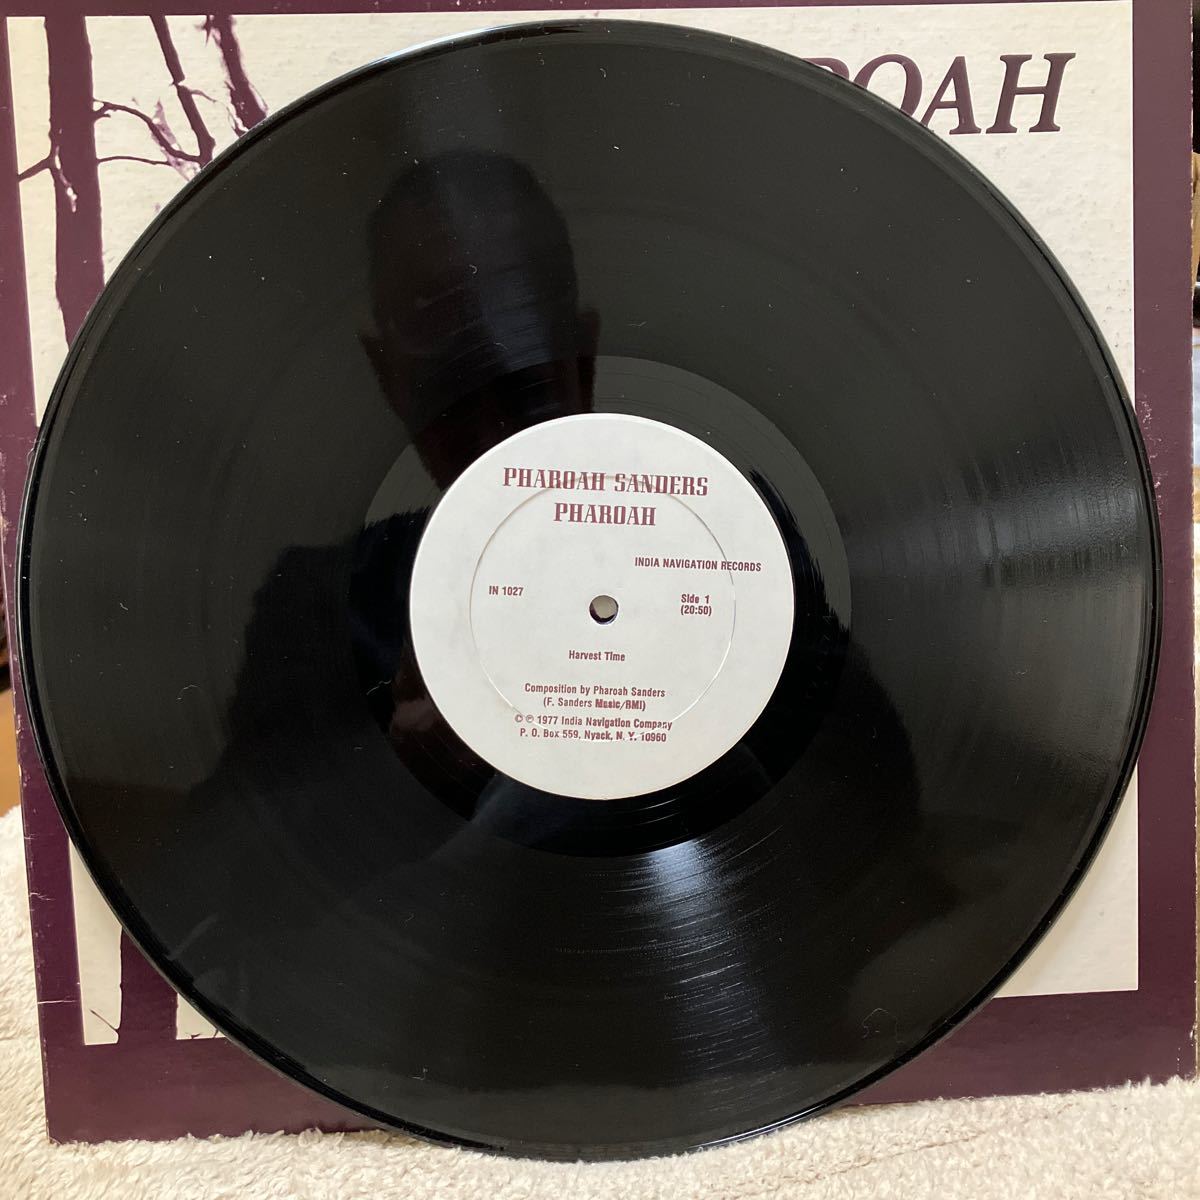 ROAH
PHAROAH SANDERS
PHAROAH
INDIA NAVIGATION RECORDS
IN 1027
Side 1
(20:50)
Harvest Time
Composition by Pharoah Sanders
(F. Sanders Music/BMI)
© ℗ 1977 India Navigation Company
P. O. Box 559, Nyack, N. Y. 10960